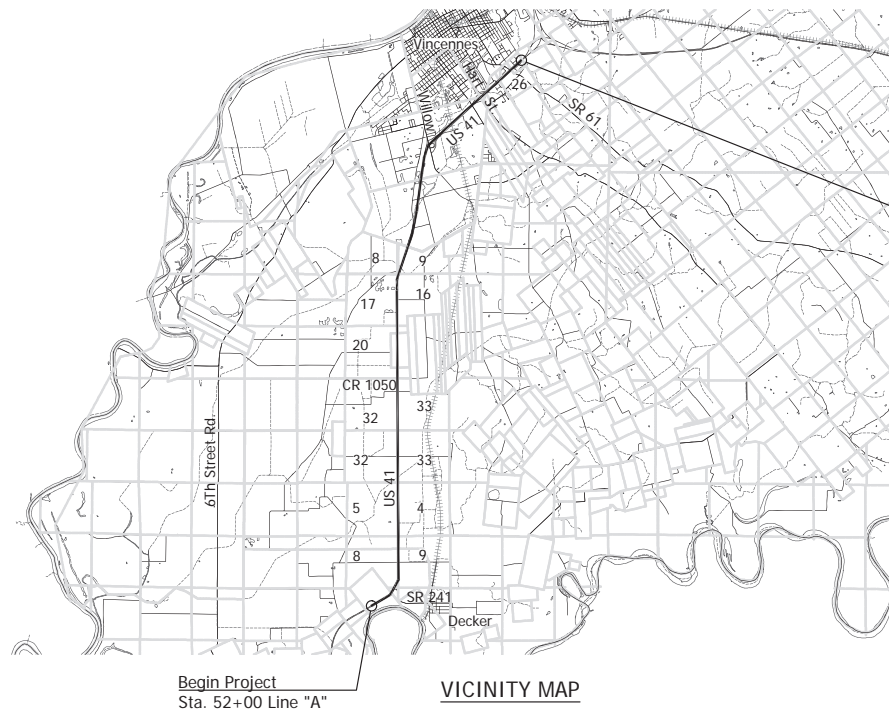 Vincennes
Hart St
26
SR 61
Willow
US 41
8
9
17
16
20
CR 1050
33
32
6Th Street Rd.
32
33
US 41
5
4
8
9
SR 241
Decker
Begin Project
Sta. 52+00 Line "A"
VICINITY MAP